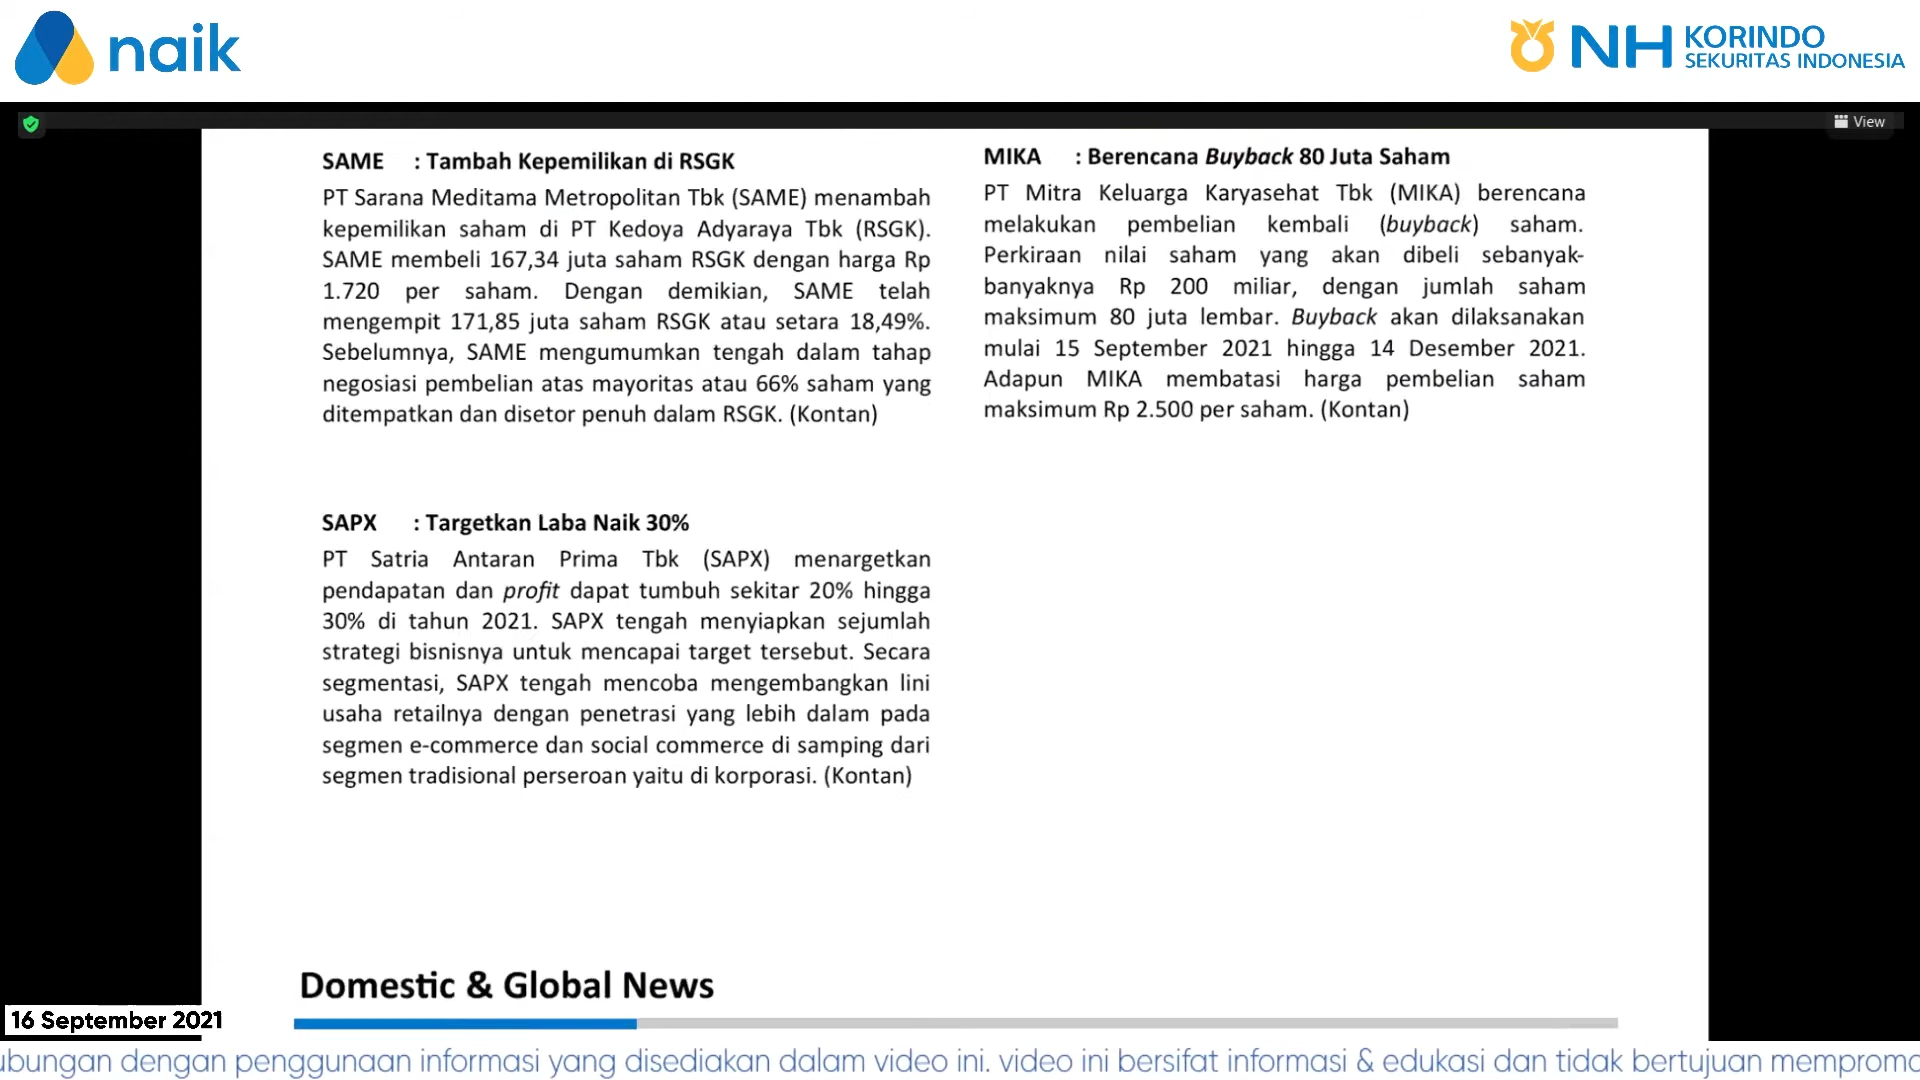 naik
NH KORINDO
SEKURITAS INDONESIA
View
SAME : Tambah Kepemilikan di RSGK
PT Sarana Meditama Metropolitan Tbk (SAME) menambah
kepemilikan saham di PT Kedoya Adyaraya Tbk (RSGK).
SAME membeli 167,34 juta saham RSGK dengan harga Rp
1.720 per saham. Dengan demikian, SAME telah
mengempit 171,85 juta saham RSGK atau setara 18,49%.
Sebelumnya, SAME mengumumkan tengah dalam tahap
negosiasi pembelian atas mayoritas atau 66% saham yang
ditempatkan dan disetor penuh dalam RSGK. (Kontan)
SAPX : Targetkan Laba Naik 30%
PT Satria Antaran Prima Tbk (SAPX) menargetkan
pendapatan dan profit dapat tumbuh sekitar 20% hingga
30% di tahun 2021. SAPX tengah menyiapkan sejumlah
strategi bisnisnya untuk mencapai target tersebut. Secara
segmentasi, SAPX tengah mencoba mengembangkan lini
usaha retailnya dengan penetrasi yang lebih dalam pada
segmen e-commerce dan social commerce di samping dari
segmen tradisional perseroan yaitu di korporasi. (Kontan)
MIKA : Berencana Buyback 80 Juta Saham
PT Mitra Keluarga Karyasehat Tbk (MIKA) berencana
melakukan pembelian kembali (buyback) saham.
Perkiraan nilai saham yang akan dibeli sebanyak-
banyaknya Rp 200 miliar, dengan jumlah saham
maksimum 80 juta lembar. Buyback akan dilaksanakan
mulai 15 September 2021 hingga 14 Desember 2021.
Adapun MIKA membatasi harga pembelian saham
maksimum Rp 2.500 per saham. (Kontan)
Domestic & Global News
16 September 2021
ubungan dengan penggunaan informasi yang disediakan dalam video ini. video ini bersifat informasi & edukasi dan tidak bertujuan mempromo